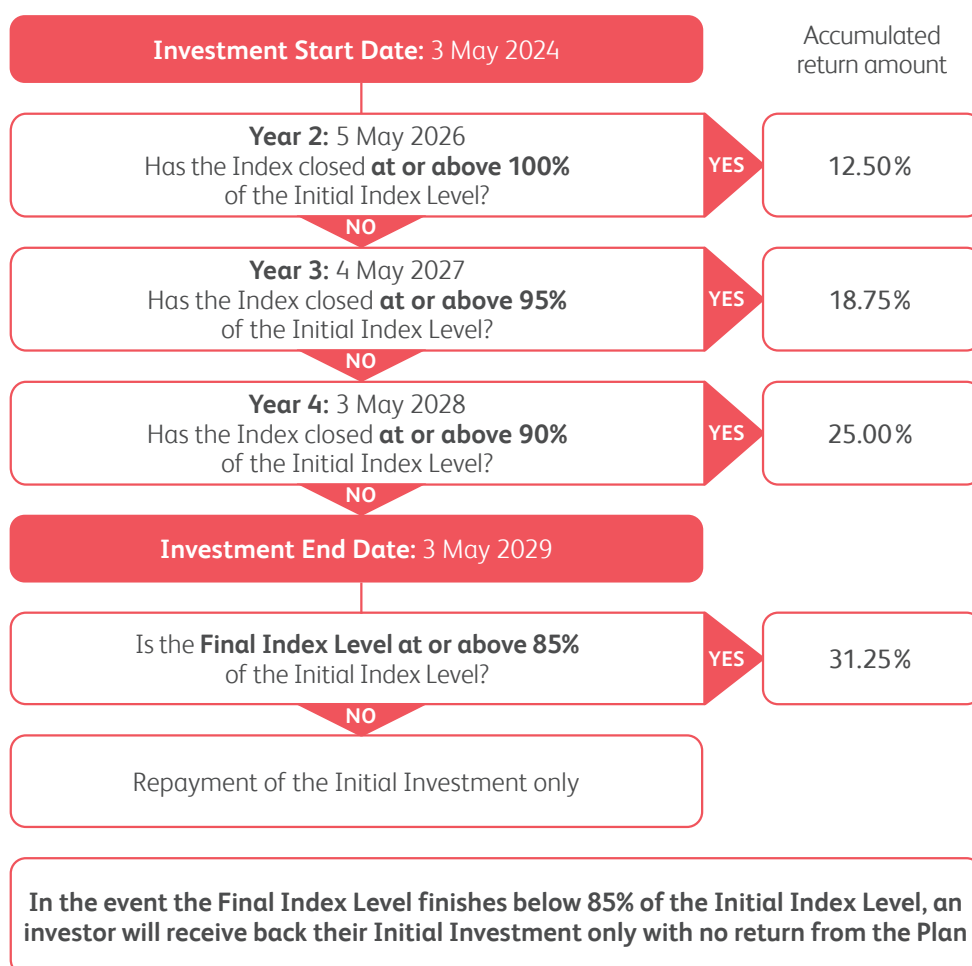 Investment Start Date: 3 May 2024
Accumulated
return amount
Year 2: 5 May 2026
Has the Index closed at or above 100%
of the Initial Index Level?
YES
12.50%
NO
Year 3: 4 May 2027
Has the Index closed at or above 95%
of the Initial Index Level?
YES
18.75%
NO
Year 4: 3 May 2028
Has the Index closed at or above 90%
of the Initial Index Level?
YES
25.00%
NO
Investment End Date: 3 May 2029
Is the Final Index Level at or above 85%
of the Initial Index Level?
YES
31.25%
NO
Repayment of the Initial Investment only
In the event the Final Index Level finishes below 85% of the Initial Index Level, an
investor will receive back their Initial Investment only with no return from the Plan